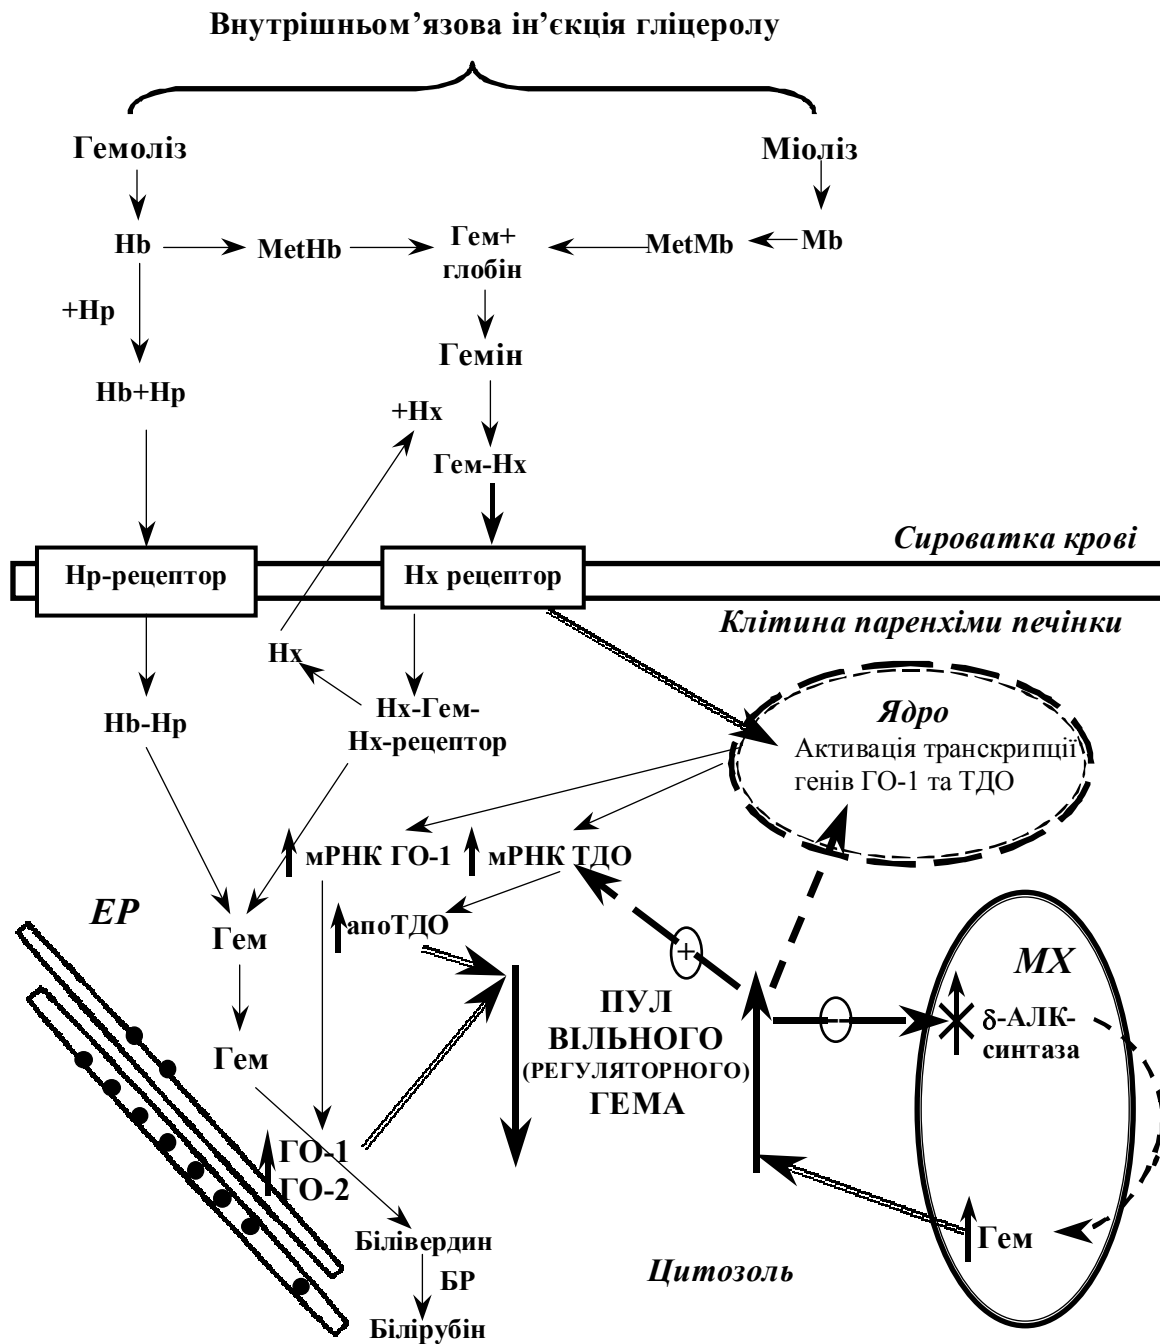 Внутрішньом’язова ін’єкція гліцеролу
Гемоліз
Міоліз
Hb
MetHb
Гем+
глобін
MetMb
Mb
+Hp
Гемін
Hb+Hp
+Hx
Гем-Hx
Сироватка крові
Hp-рецептор
Hx рецептор
Клітина паренхіми печінки
Hx
Hb-Hp
Hx-Гем-
Hx-рецептор
Ядро
Активація транскрипції
генів ГО-1 та ТДО
мРНК ГО-1
мРНК ТДО
ЕР
Гем
апоТДО
+
МХ
ПУЛ
ВІЛЬНОГО
(РЕГУЛЯТОРНОГО)
ГЕМА
-
δ-АЛК-
синтаза
Гем
ГО-1
ГО-2
Білівердин
БР
Білірубін
Гем
Цитозоль